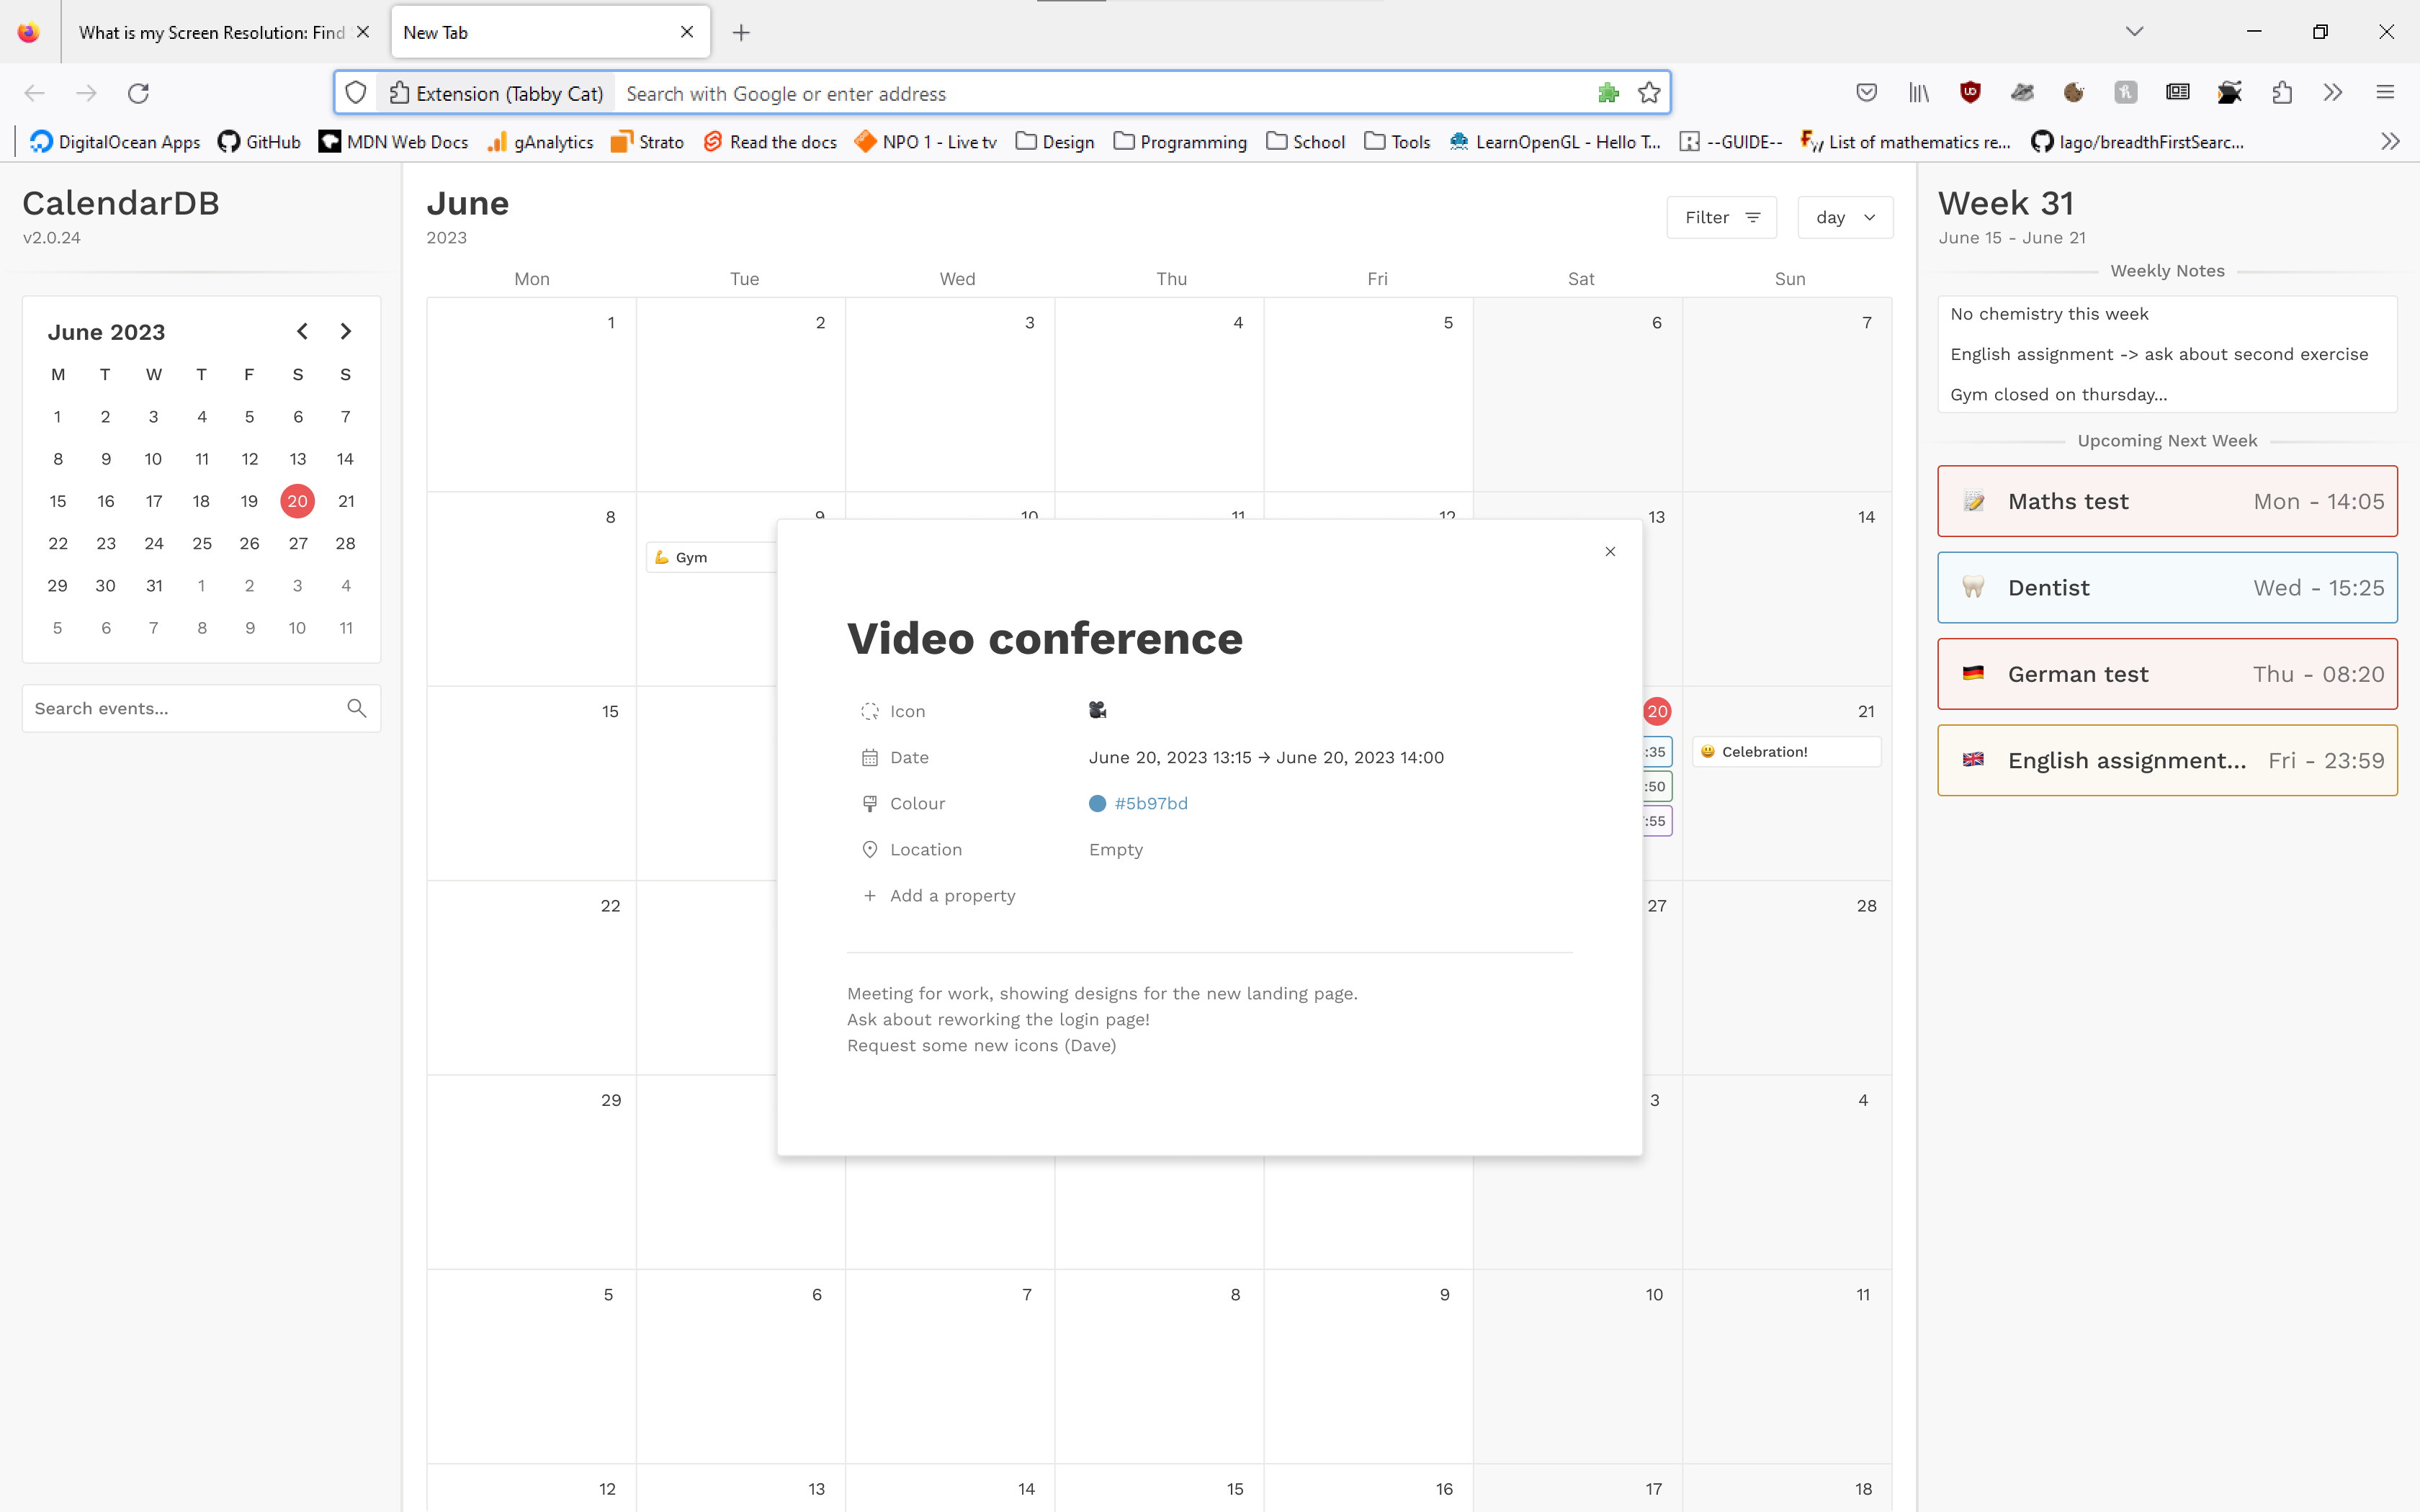 What is my Screen Resolution: Find
New Tab
Extension (Tabby Cat)
Search with Google or enter address
DigitalOcean Apps
GitHub
MDN Web Docs
gAnalytics
Strato
Read the docs
NPO 1 - Live tv
Design
Programming
School
Tools
LearnOpenGL - Hello T...
--GUIDE--
List of mathematics re...
lago/breadthFirstSearc...
CalendarDB
v2.0.24
June 2023
M T W T F S S
1 2 3 4 5 6 7
8 9 10 11 12 13 14
15 16 17 18 19 20 21
22 23 24 25 26 27 28
29 30 31 1 2 3 4
5 6 7 8 9 10 11
Search events...
June
2023
Filter
day
Mon Tue Wed Thu Fri Sat Sun
1 2 3 4 5 6 7
8 9 10 11 12 13 14
Gym
15 20 21
:35
:50
:55
Celebration!
22 27 28
29 3 4
5 6 7 8 9 10 11
12 13 14 15 16 17 18
Video conference
Icon
Date June 20, 2023 13:15 → June 20, 2023 14:00
Colour #5b97bd
Location Empty
+ Add a property
Meeting for work, showing designs for the new landing page.
Ask about reworking the login page!
Request some new icons (Dave)
Week 31
June 15 - June 21
Weekly Notes
No chemistry this week
English assignment -> ask about second exercise
Gym closed on thursday...
Upcoming Next Week
Maths test Mon - 14:05
Dentist Wed - 15:25
German test Thu - 08:20
English assignment... Fri - 23:59